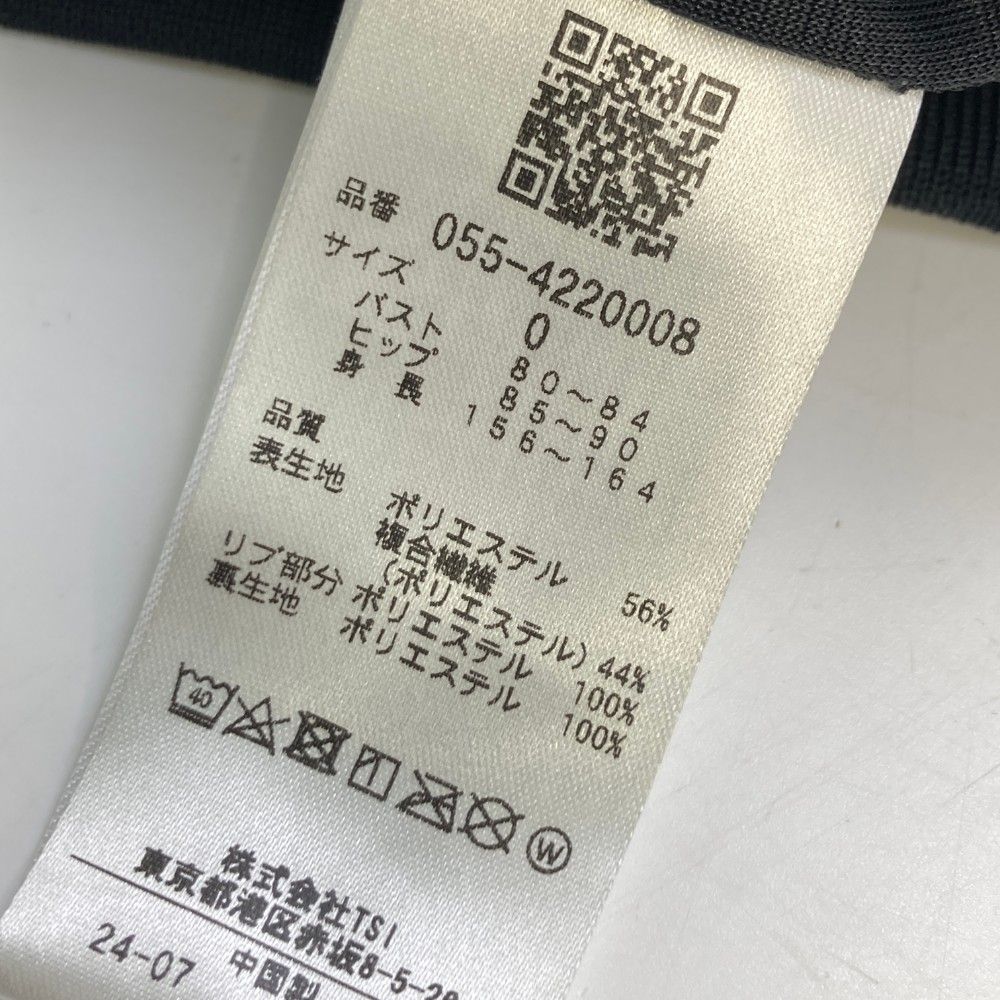 品番 055-4220008
サイズ 0
バスト 80~84
ヒップ 85~90
身長 156~164
品質
表生地 ポリエステル 56%
複合繊維
(ポリエステル) 44%
リブ部分 ポリエステル 100%
裏生地 ポリエステル 100%
40
W
株式会社TSI
東京都港区赤坂8-5-
24-07 中国製